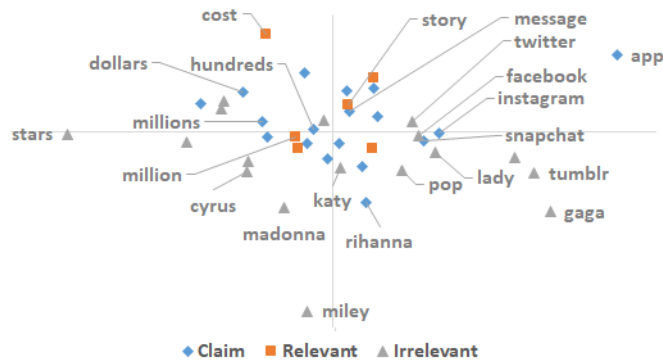 cost
story
message
twitter
app
dollars
hundreds
facebook
instagram
millions
stars
snapchat
million
cyrus
katy
pop
lady
tumblr
madonna
rihanna
gaga
miley
Claim Relevant Irrelevant